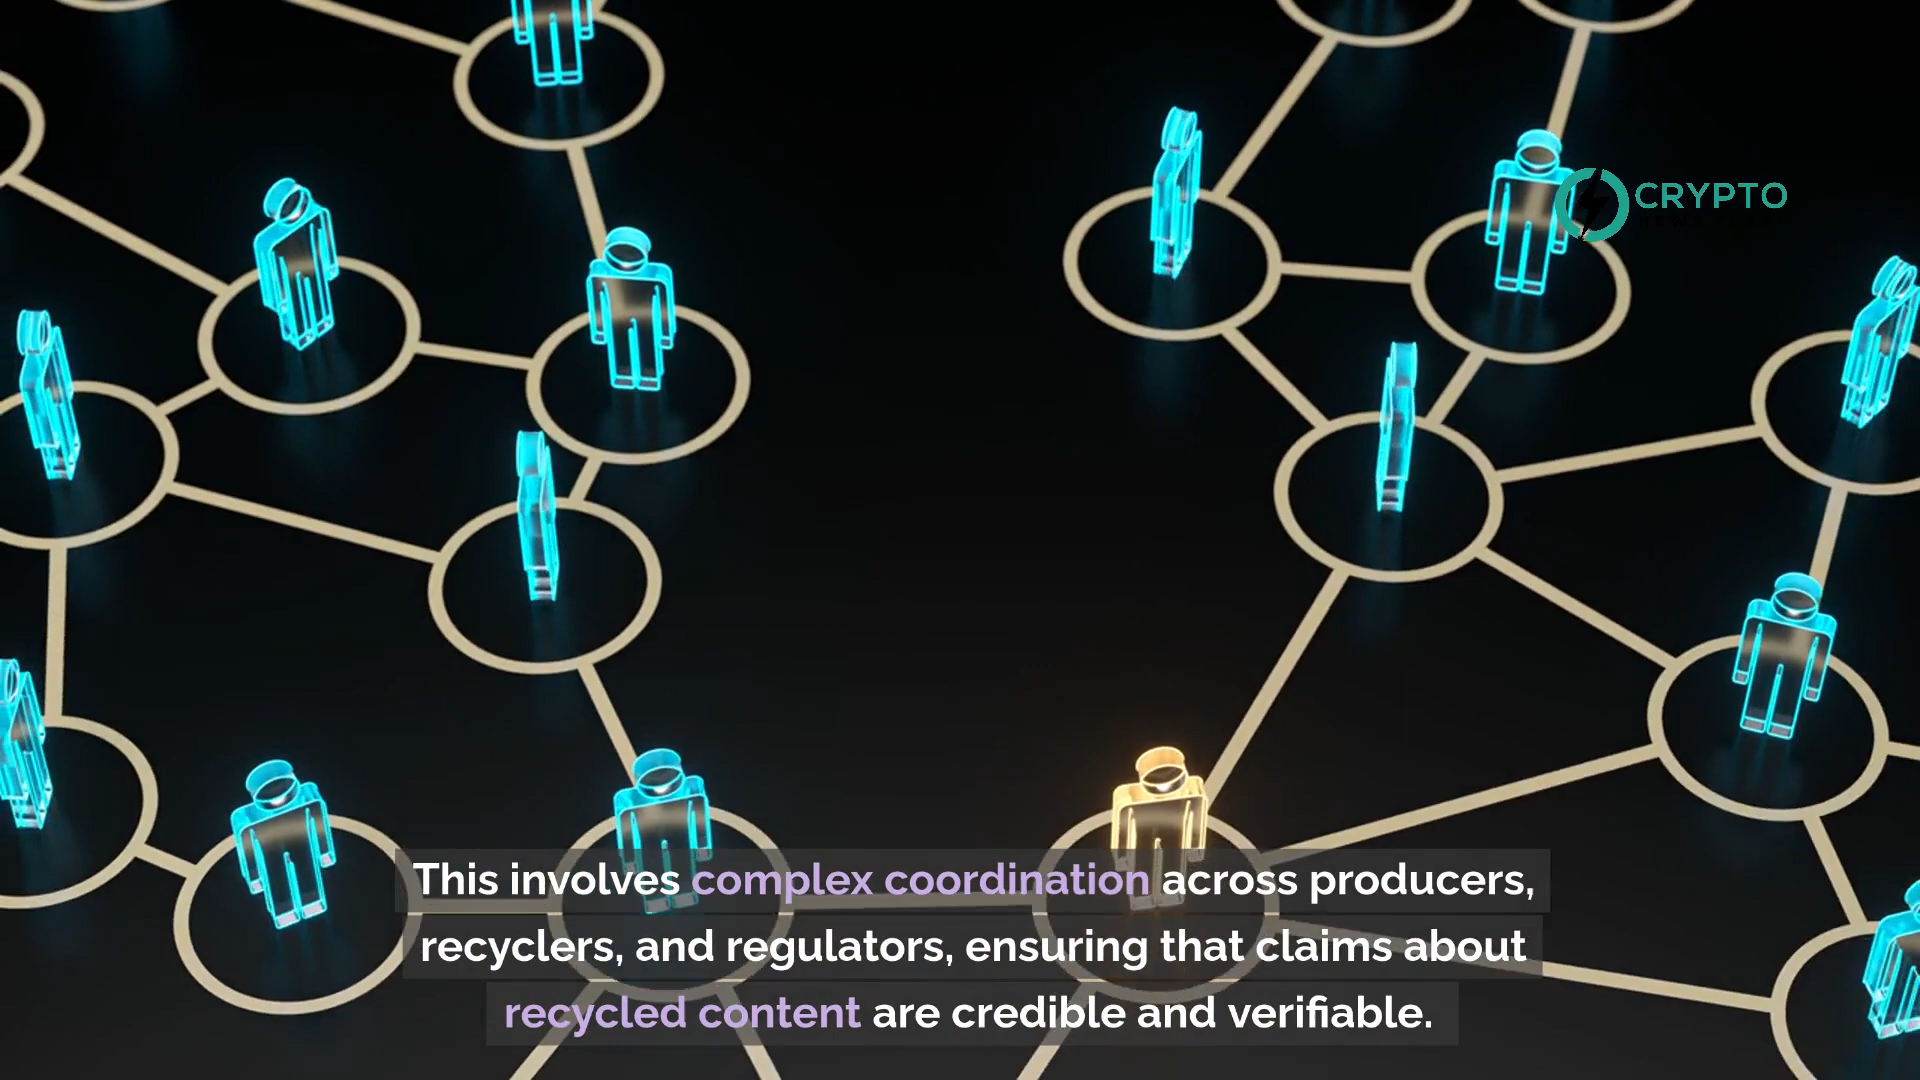 CRYPTO
This involves complex coordination across producers,
recyclers, and regulators, ensuring that claims about
recycled content are credible and verifiable.